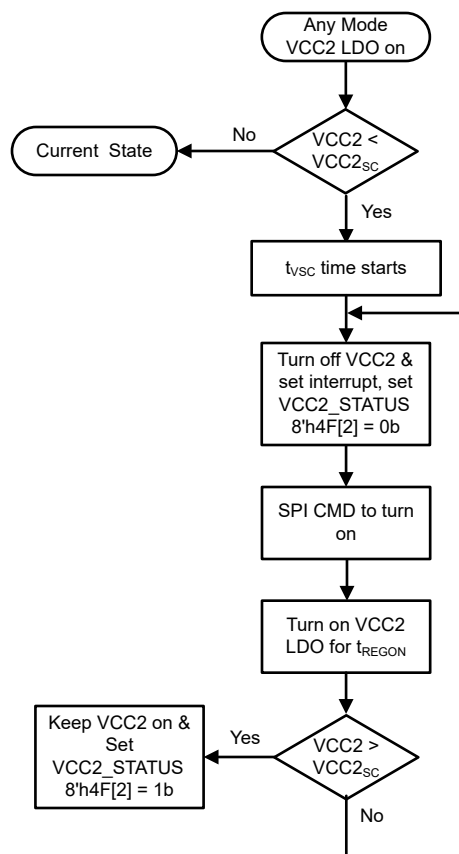 Any Mode
VCC2 LDO on
No
VCC2 <
VCC2SC
Current  State
Yes
tVSC time starts
Turn off VCC2 &
set interrupt, set
VCC2_STATUS
8'h4F[2] = 0b
SPI CMD to turn
on
Turn on VCC2
LDO for tREGON
Keep VCC2 on &
Set
VCC2_STATUS
8'h4F[2] = 1b
Yes
VCC2 >
VCC2SC
No